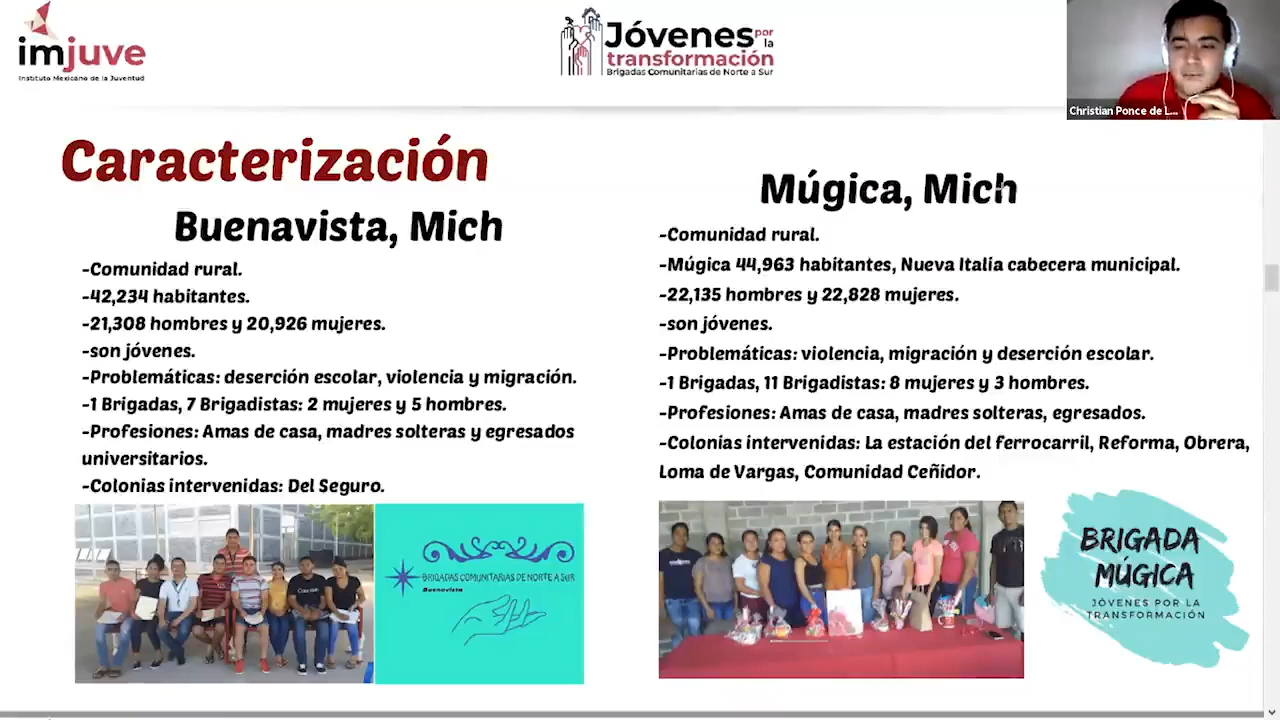 imjuve
Instituto Mexicano de la Juventud
Jóvenes por la
transformación
Brigadas Comunitarias de Norte a Sur
Christian Ponce de L...
Caracterización
Buenavista, Mich
-Comunidad rural.
-42,234 habitantes.
-21,308 hombres y 20,926 mujeres.
-son jóvenes.
-Problemáticas: deserción escolar, violencia y migración.
-1 Brigadas, 7 Brigadistas: 2 mujeres y 5 hombres.
-Profesiones: Amas de casa, madres solteras y egresados
universitarios.
-Colonias intervenidas: Del Seguro.
BRIGADAS COMUNITARIAS DE NORTE A SUR
Buenavista
Múgica, Mich
-Comunidad rural.
-Múgica 44,963 habitantes, Nueva Italia cabecera municipal.
-22,135 hombres y 22,828 mujeres.
-son jóvenes.
-Problemáticas: violencia, migración y deserción escolar.
-1 Brigadas, 11 Brigadistas: 8 mujeres y 3 hombres.
-Profesiones: Amas de casa, madres solteras, egresados.
-Colonías intervenidas: La estación del ferrocarril, Reforma, Obrera,
Loma de Vargas, Comunidad Ceñidor.
BRIGADA
MÚGICA
JÓVENES POR LA
TRANSFORMACIÓN